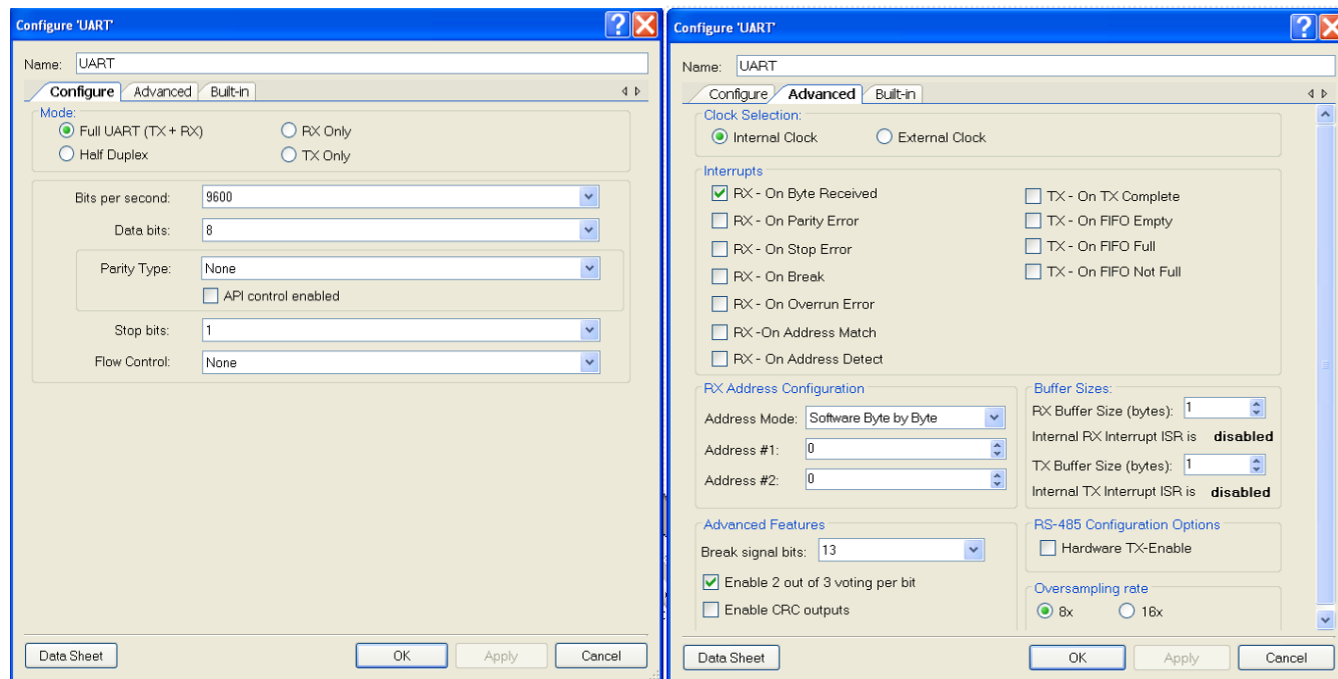 Configure 'UART'
Name: UART
Configure Advanced Built-in
Mode:
Full UART (TX + RX) RX Only
Half Duplex TX Only
Bits per second: 9600
Data bits: 8
Parity Type: None
API control enabled
Stop bits: 1
Flow Control: None
Data Sheet OK Apply Cancel
Configure 'UART'
Name: UART
Configure Advanced Built-in
Clock Selection:
Internal Clock External Clock
Interrupts
RX - On Byte Received TX - On TX Complete
RX - On Parity Error TX - On FIFO Empty
RX - On Stop Error TX - On FIFO Full
RX - On Break TX - On FIFO Not Full
RX - On Overrun Error
RX -On Address Match
RX - On Address Detect
RX Address Configuration
Address Mode: Software Byte by Byte
Address #1: 0
Address #2: 0
Buffer Sizes:
RX Buffer Size (bytes): 1
Internal RX Interrupt ISR is disabled
TX Buffer Size (bytes): 1
Internal TX Interrupt ISR is disabled
Advanced Features
Break signal bits: 13
Enable 2 out of 3 voting per bit
Enable CRC outputs
RS-485 Configuration Options
Hardware TX-Enable
Oversampling rate
8x 16x
Data Sheet OK Apply Cancel